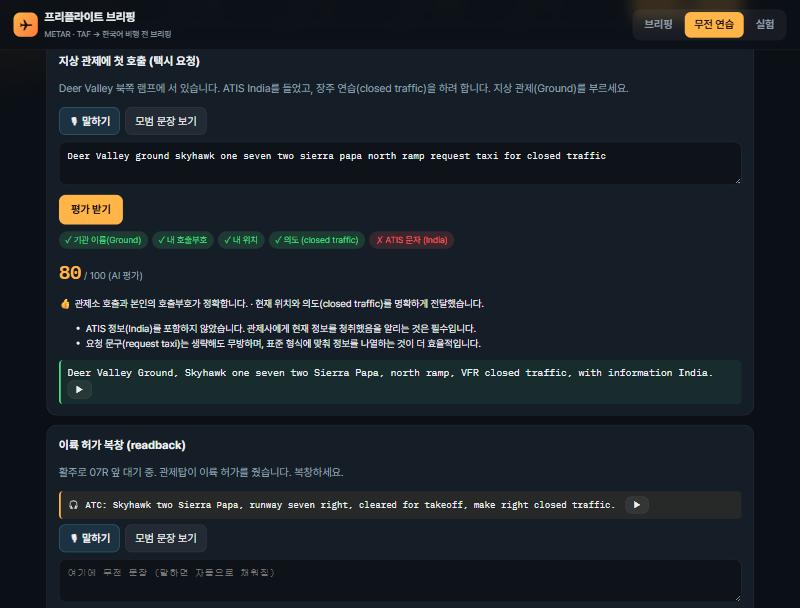 프리플라이트 브리핑
METAR · TAF → 한국어 비행 전 브리핑
브리핑 무전 연습 실험
지상 관제에 첫 호출 (택시 요청)
Deer Valley 북쪽 램프에 서 있습니다. ATIS India를 들었고, 장주 연습(closed traffic)을 하려 합니다. 지상 관제(Ground)를 부르세요.
🎙 말하기 모범 문장 보기
Deer Valley ground skyhawk one seven two sierra papa north ramp request taxi for closed traffic
평가 받기
✓ 기관 이름(Ground) ✓ 내 호출부호 ✓ 내 위치 ✓ 의도 (closed traffic) ✗ ATIS 문자 (India)
80 / 100 (AI 평가)
👍 관제소 호출과 본인의 호출부호가 정확합니다. · 현재 위치와 의도(closed traffic)를 명확하게 전달했습니다.
• ATIS 정보(India)를 포함하지 않았습니다. 관제사에게 현재 정보를 청취했음을 알리는 것은 필수입니다.
• 요청 문구(request taxi)는 생략해도 무방하며, 표준 형식에 맞춰 정보를 나열하는 것이 더 효율적입니다.
Deer Valley Ground, Skyhawk one seven two Sierra Papa, north ramp, VFR closed traffic, with information India.
이륙 허가 복창 (readback)
활주로 07R 앞 대기 중. 관제탑이 이륙 허가를 줬습니다. 복창하세요.
🎧 ATC: Skyhawk two Sierra Papa, runway seven right, cleared for takeoff, make right closed traffic.
🎙 말하기 모범 문장 보기
여기에 무전 문장 (말하면 자동으로 채워짐)